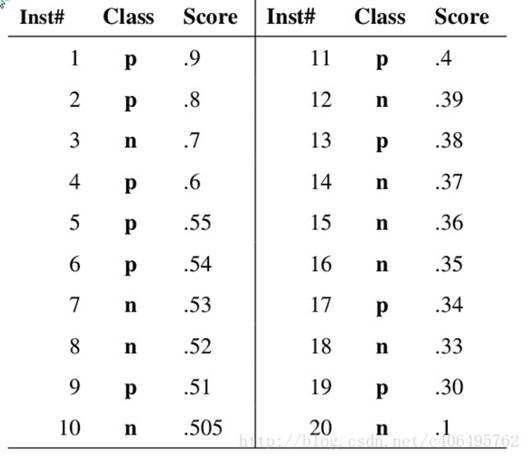 Inst# Class Score Inst# Class Score
1 p .9 11 p .4
2 p .8 12 n .39
3 n .7 13 p .38
4 p .6 14 n .37
5 p .55 15 n .36
6 p .54 16 n .35
7 n .53 17 p .34
8 n .52 18 n .33
9 p .51 19 p .30
10 n .505 20 n .1
http://blog.csdn.net/c406495762